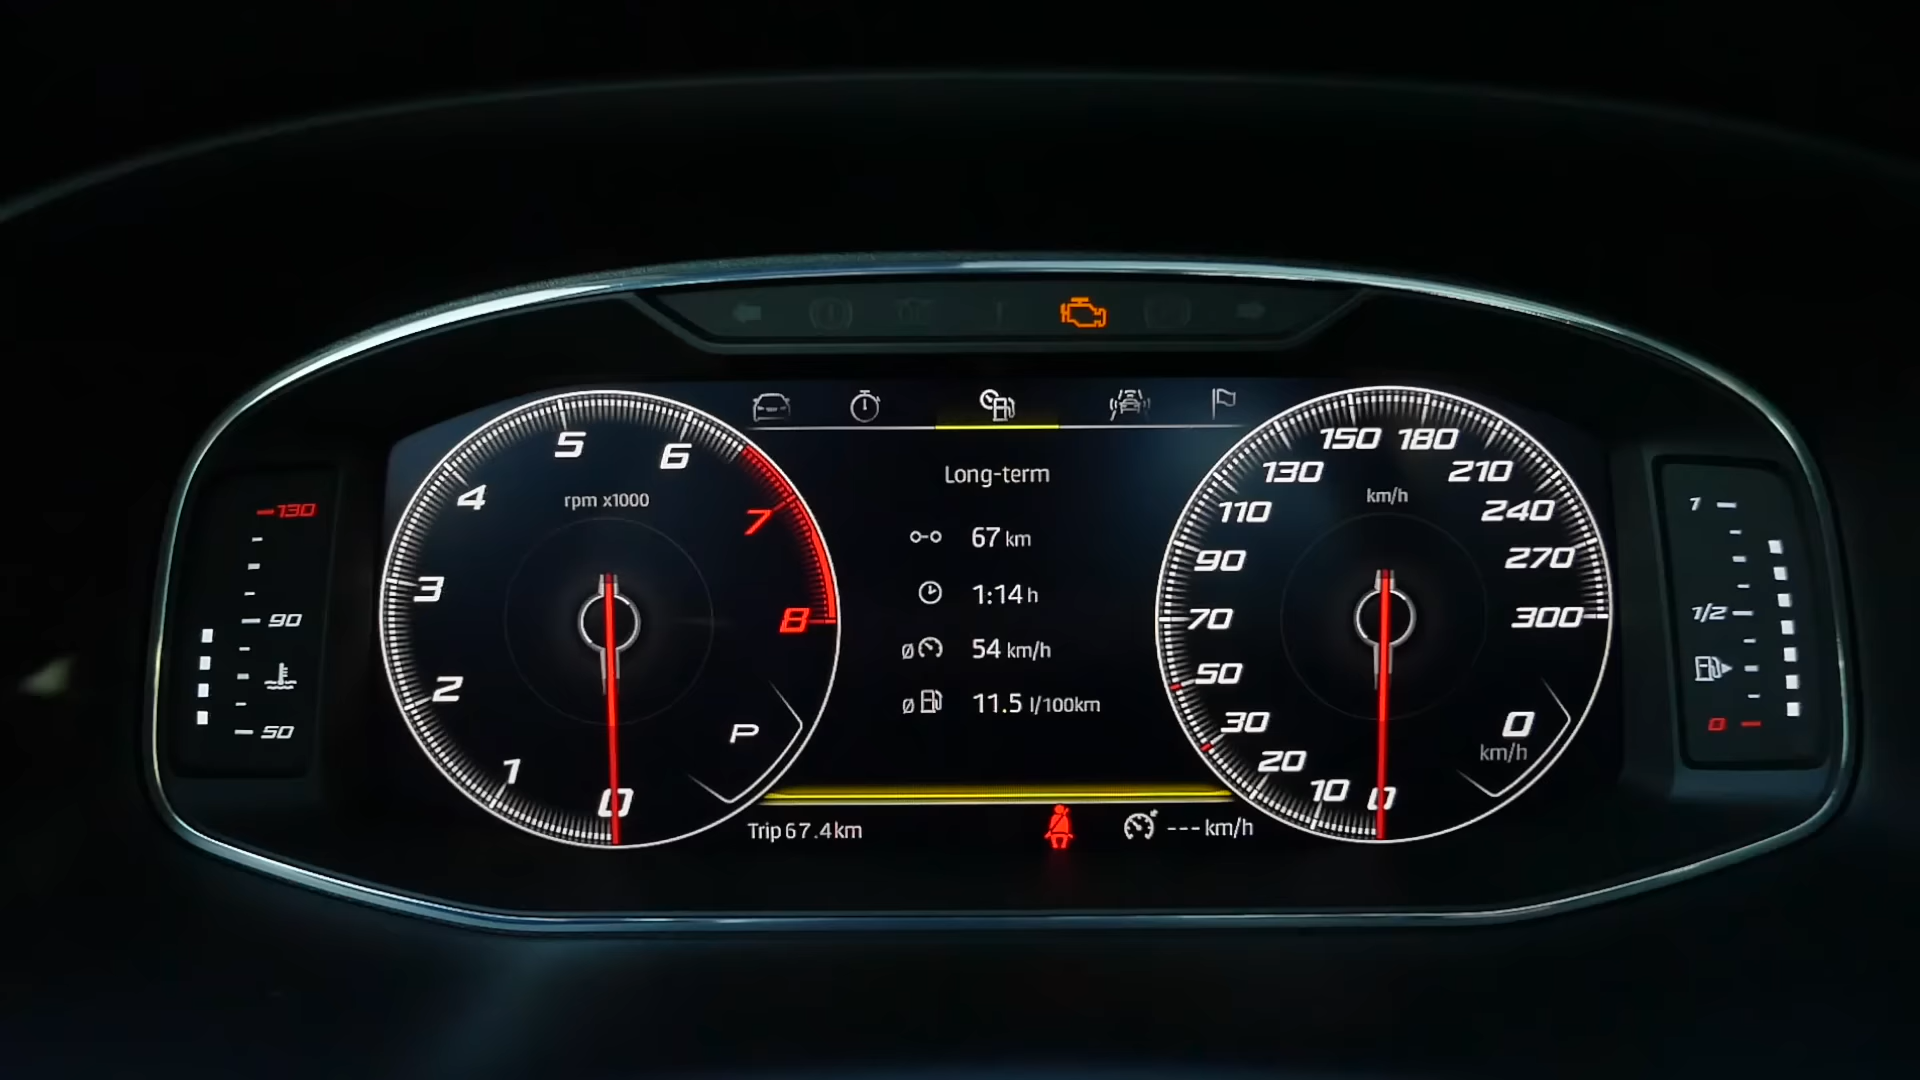 130
90
50
5
6
4
rpm x1000
7
3
8
2
P
1
0
Long-term
67 km
1:14 h
ø 54 km/h
ø 11.5 l/100km
Trip 67.4km
--- km/h
150 180
130
210
km/h
110
240
90
270
70
300
50
30
0
km/h
20
10
0
1
1/2
0